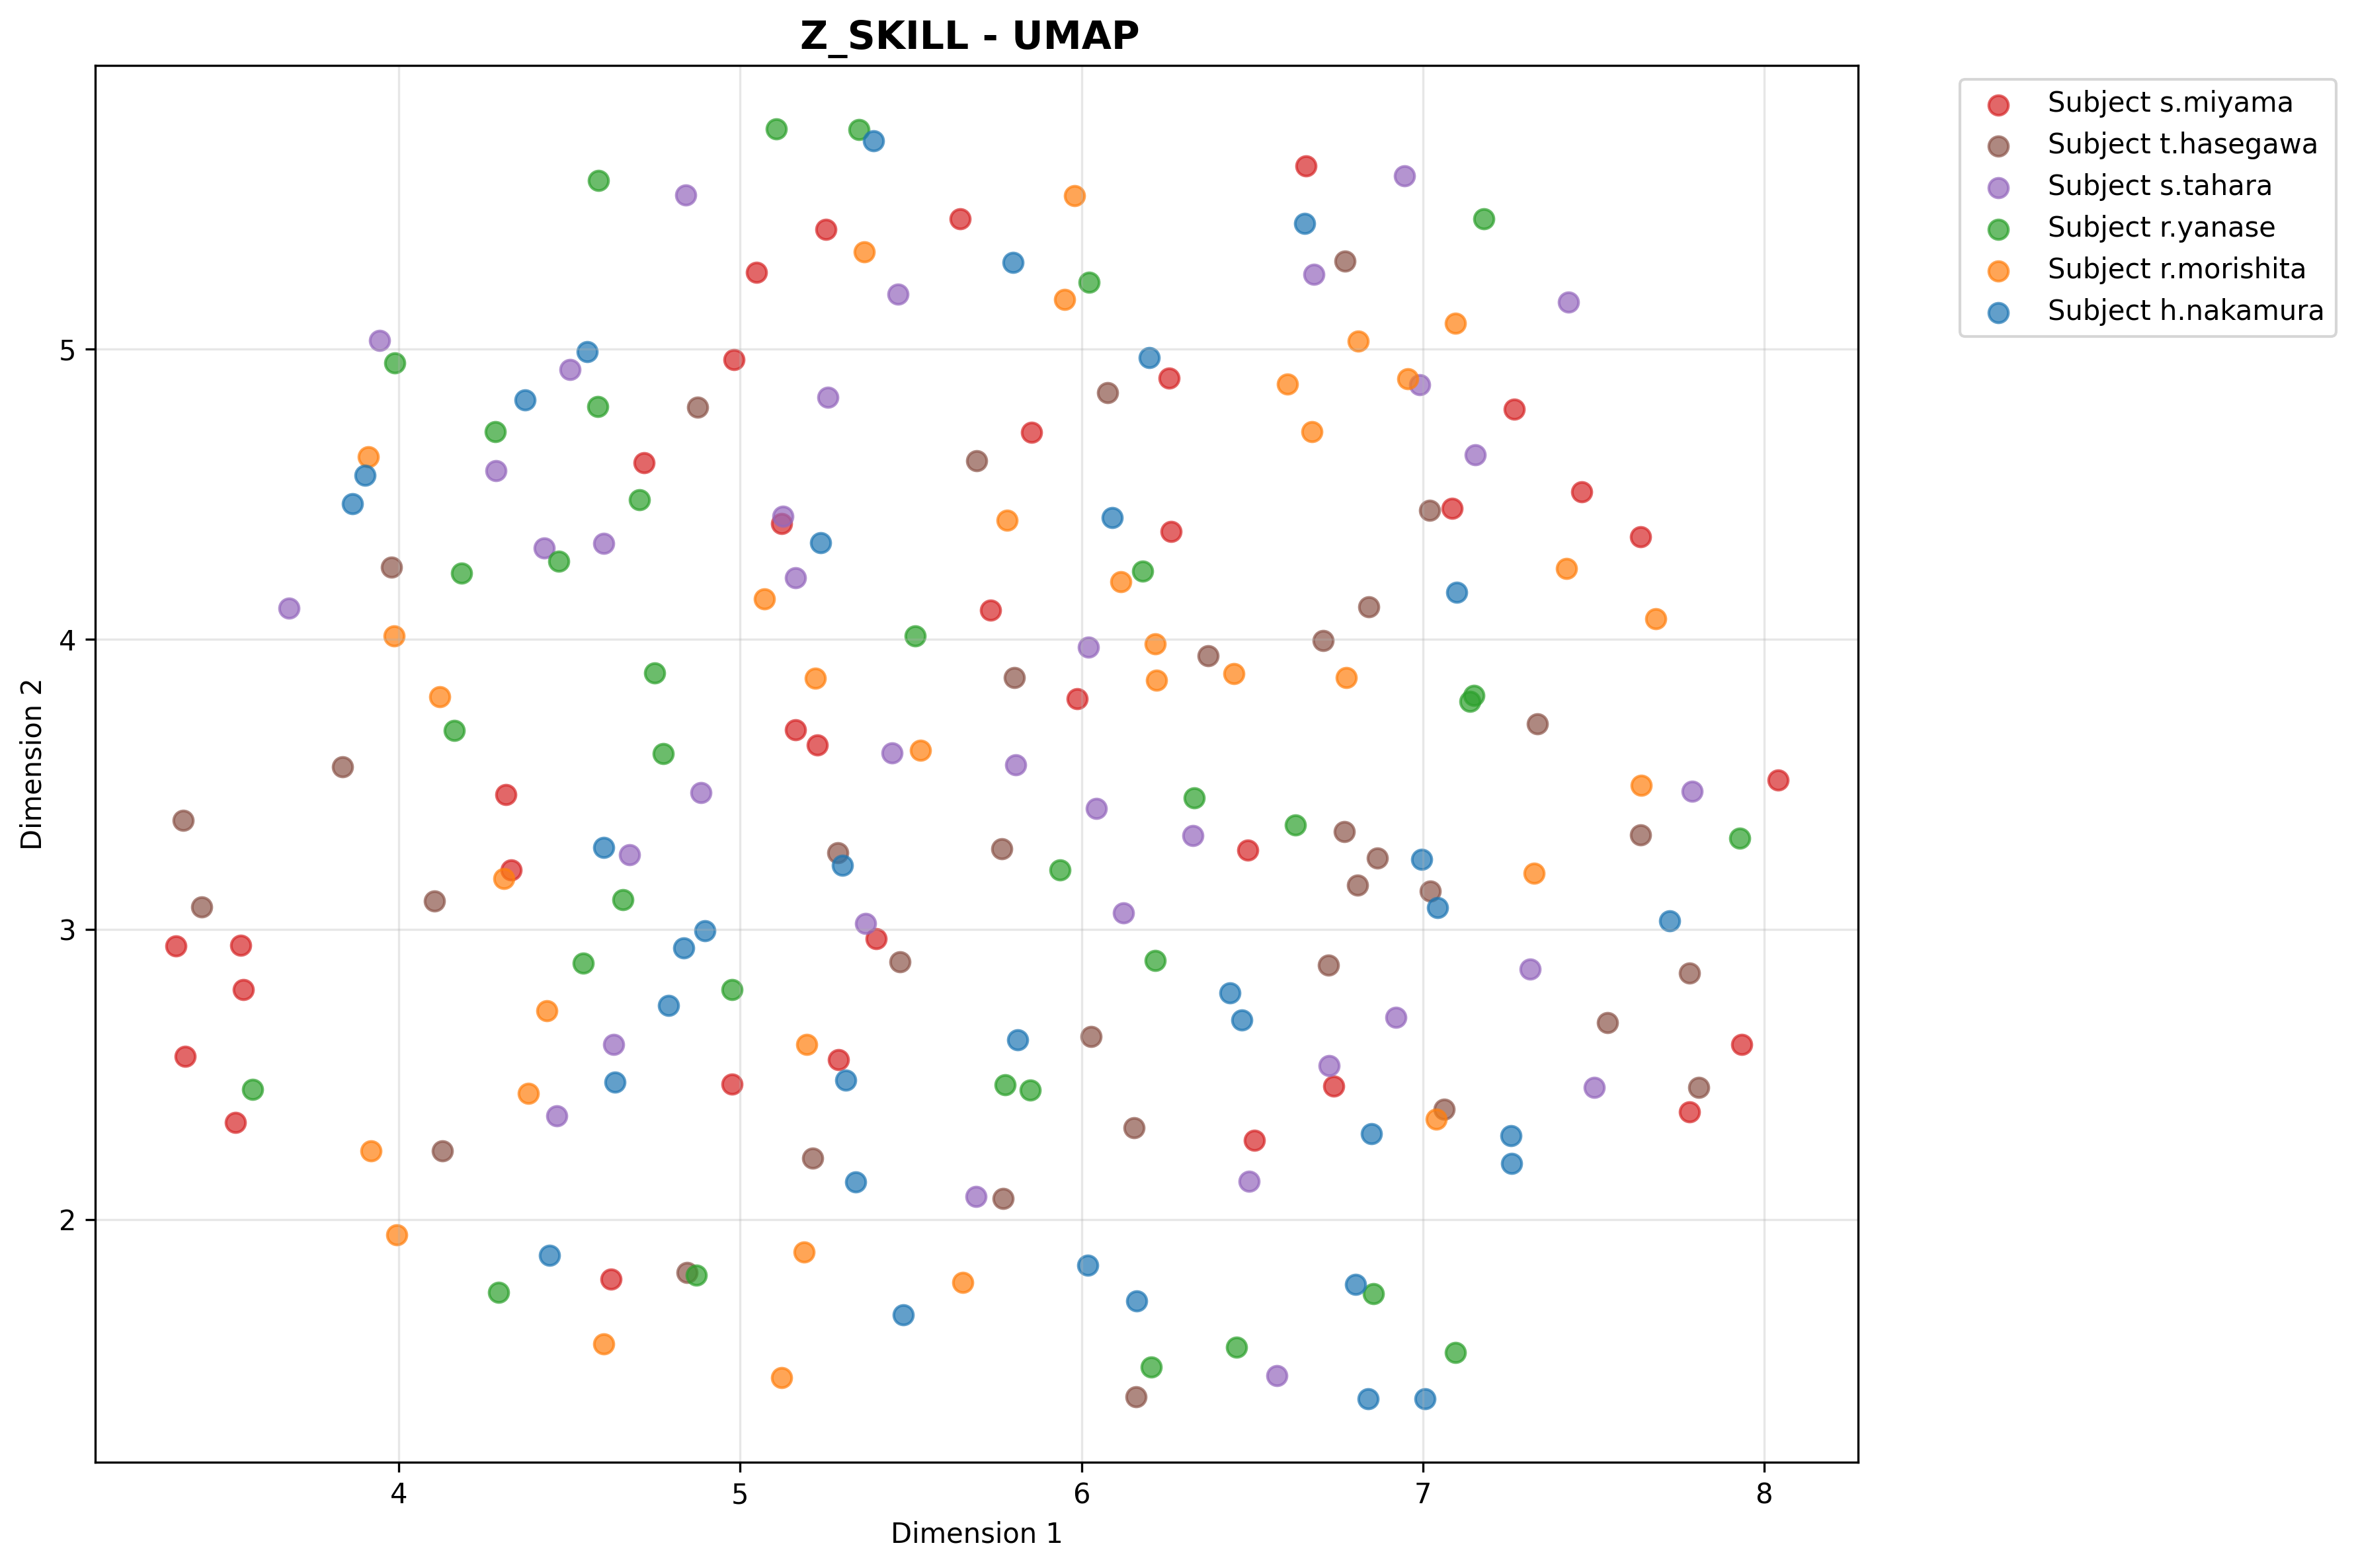 Z_SKILL - UMAP
Subject s.miyama
Subject t.hasegawa
Subject s.tahara
Subject r.yanase
Subject r.morishita
Subject h.nakamura
5
4
3
2
Dimension 2
4 5 6 7 8
Dimension 1